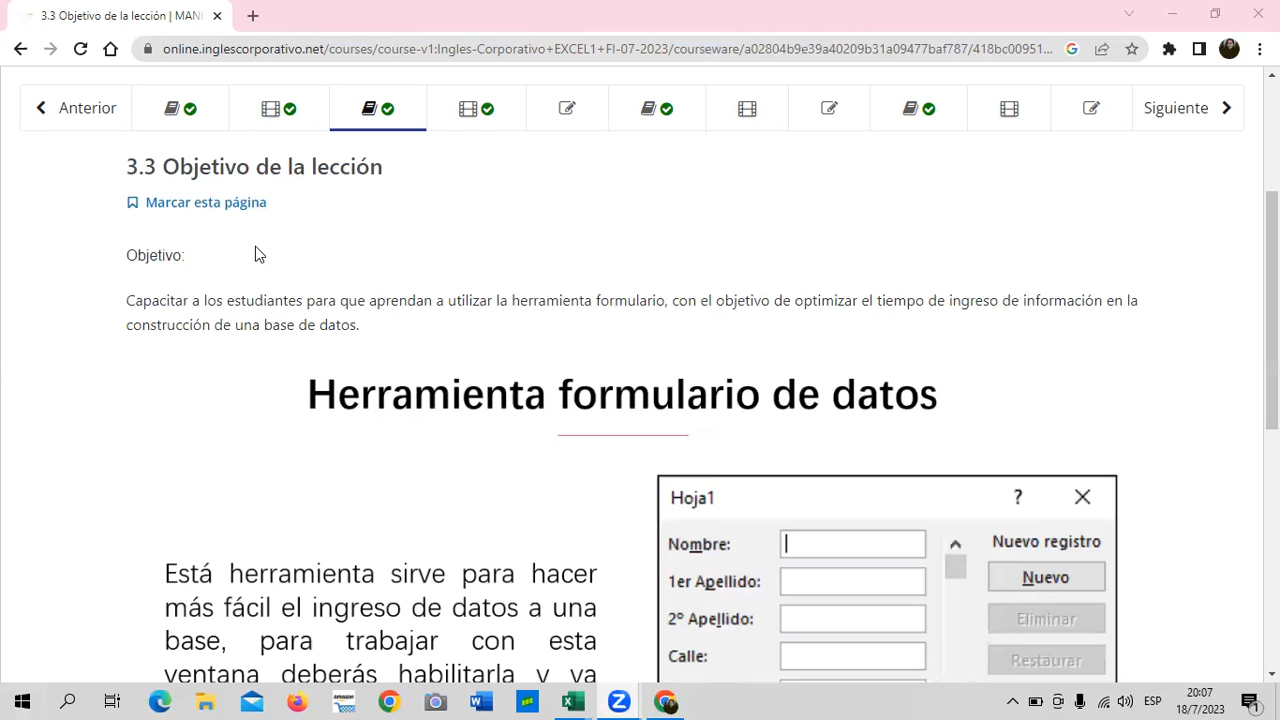 3.3 Objetivo de la lección | MANI
online.inglescorporativo.net/courses/course-v1:Ingles-Corporativo+EXCEL1+FI-07-2023/courseware/a02804b9e39a40209b31a09477baf787/418bc00951...
Anterior
Siguiente
3.3 Objetivo de la lección
Marcar esta página
Objetivo:
Capacitar a los estudiantes para que aprendan a utilizar la herramienta formulario, con el objetivo de optimizar el tiempo de ingreso de información en la
construcción de una base de datos.
Herramienta formulario de datos
Está herramienta sirve para hacer
más fácil el ingreso de datos a una
base, para trabajar con esta
ventana deberás habilitarla y ya
Hoja1
?
Nombre:
Nuevo registro
1er Apellido:
Nuevo
2º Apellido:
Eliminar
Calle:
Restaurar
ESP
20:07
18/7/2023